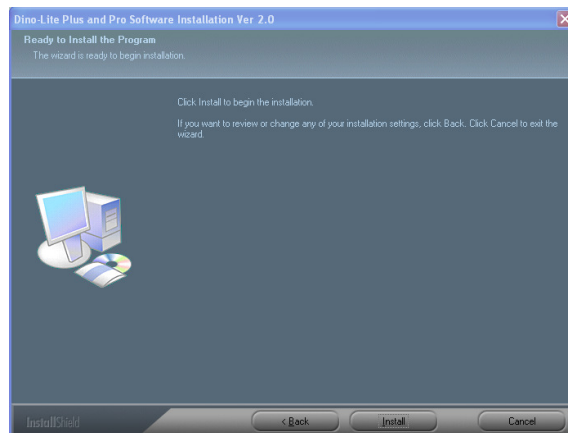 Dino-Lite Plus and Pro Software Installation Ver 2.0
Ready to Install the Program
The wizard is ready to begin installation.
Click Install to begin the installation.
If you want to review or change any of your installation settings, click Back. Click Cancel to exit the
wizard.
InstallShield
< Back
Install
Cancel